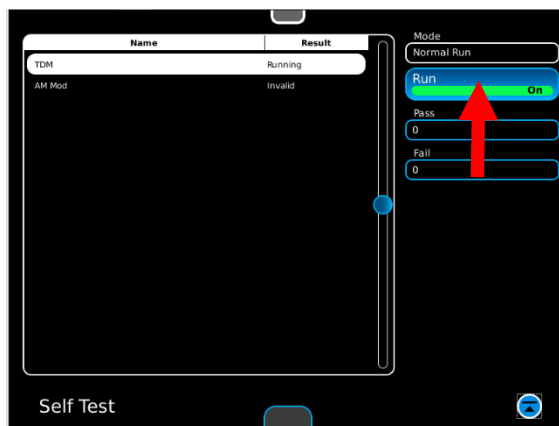 Name Result
TDM Running
AM Mod Invalid
Mode
Normal Run
Run
On
Pass
0
Fail
0
Self Test